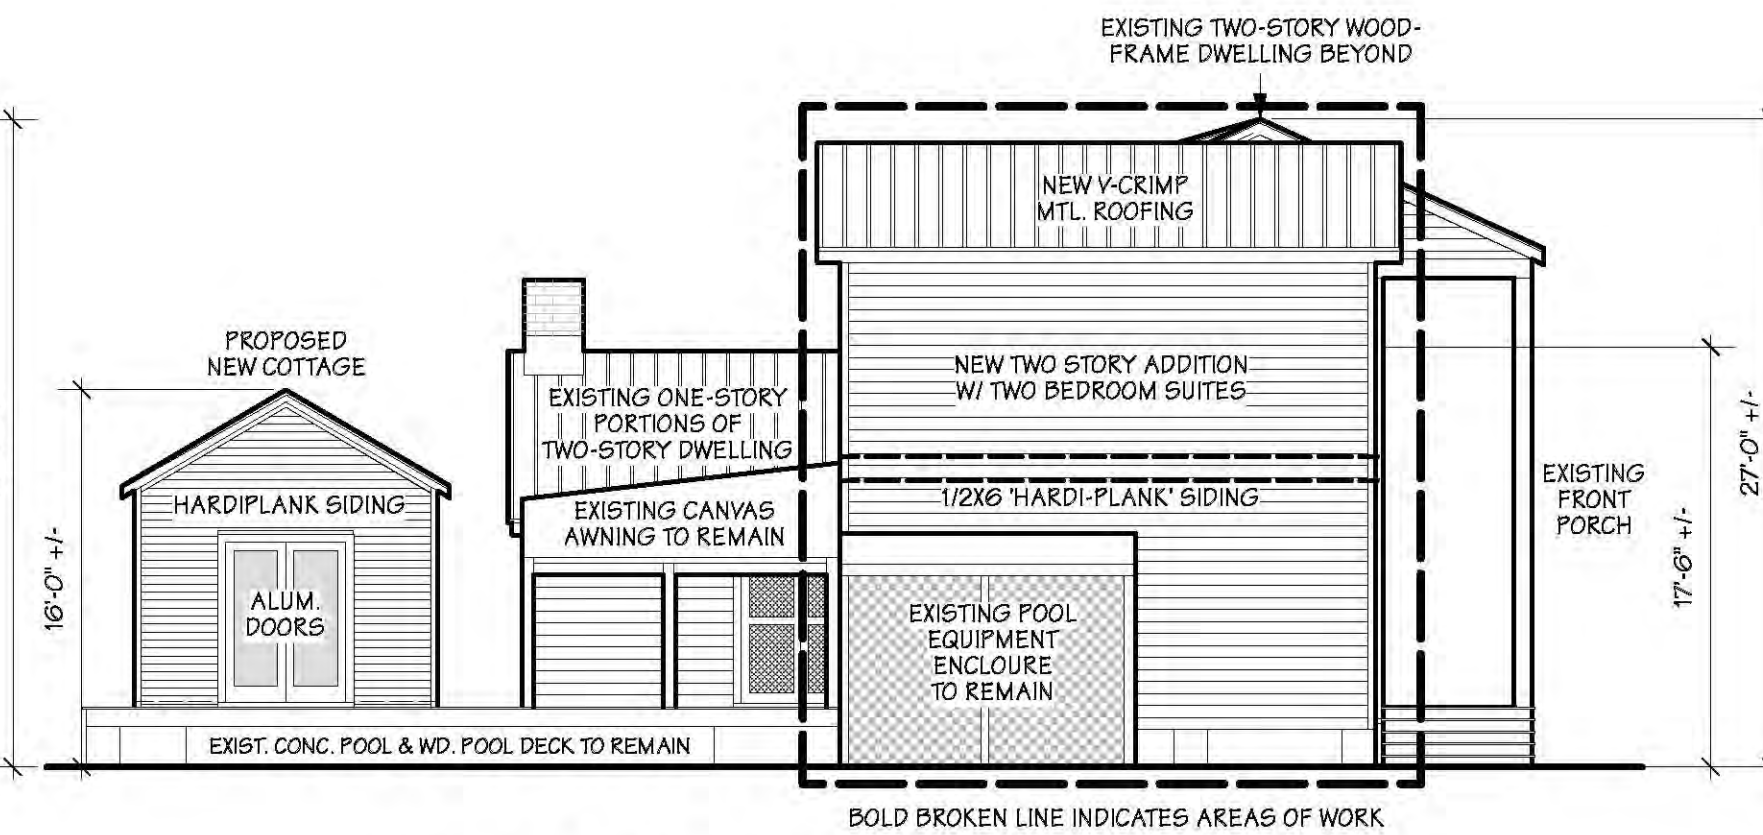 EXISTING TWO-STORY WOOD-
FRAME DWELLING BEYOND
NEW V-CRIMP
MTL. ROOFING
PROPOSED
NEW COTTAGE
EXISTING ONE-STORY
PORTIONS OF
TWO-STORY DWELLING
NEW TWO STORY ADDITION
W/ TWO BEDROOM SUITES
HARDIPLANK SIDING
EXISTING CANVAS
AWNING TO REMAIN
1/2X6 'HARDI-PLANK' SIDING
EXISTING
FRONT
PORCH
27'-0" +/-
17'-6" +/-
16'-0" +/-
ALUM.
DOORS
EXISTING POOL
EQUIPMENT
ENCLOURE
TO REMAIN
EXIST. CONC. POOL & WD. POOL DECK TO REMAIN
BOLD BROKEN LINE INDICATES AREAS OF WORK